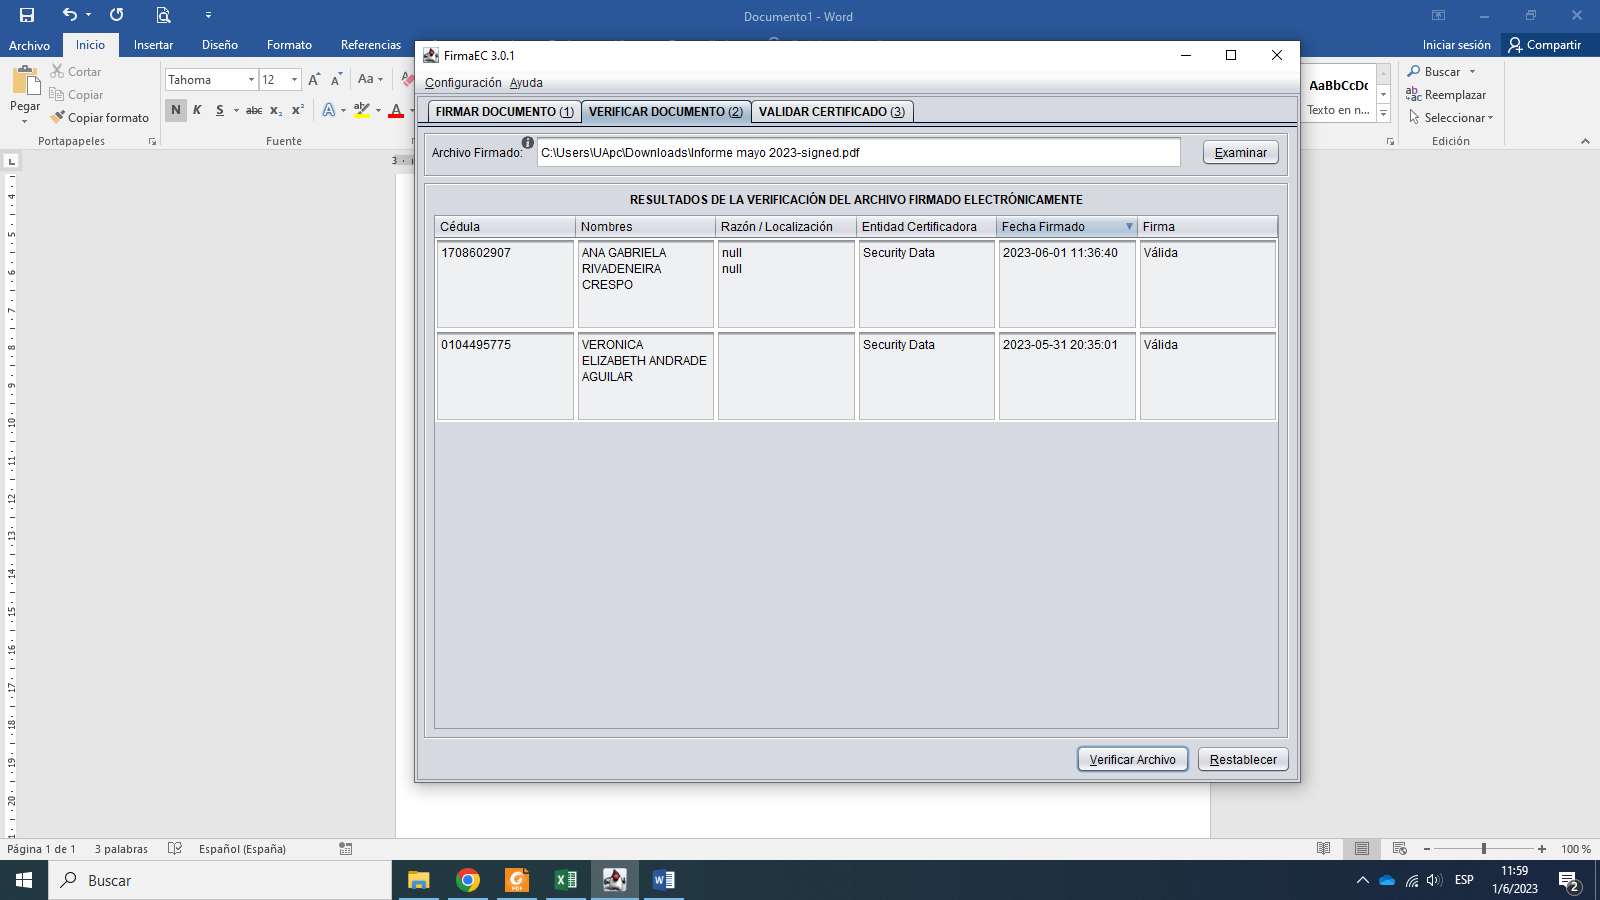 Documento1 - Word
Archivo
Inicio
Insertar
Diseño
Formato
Referencias
Iniciar sesión
Compartir
Pegar
Cortar
Copiar
Copiar formato
Portapapeles
Tahoma
12
Aa
N K S abc x₂ x²
Fuente
AaBbCcDc
Texto en n...
Buscar
Reemplazar
Seleccionar
Edición
FirmaEC 3.0.1
Configuración Ayuda
FIRMAR DOCUMENTO (1)
VERIFICAR DOCUMENTO (2)
VALIDAR CERTIFICADO (3)
Archivo Firmado:
C:\Users\UApc\Downloads\Informe mayo 2023-signed.pdf
Examinar
RESULTADOS DE LA VERIFICACIÓN DEL ARCHIVO FIRMADO ELECTRÓNICAMENTE
Cédula
Nombres
Razón / Localización
Entidad Certificadora
Fecha Firmado
Firma
1708602907
ANA GABRIELA
RIVADENEIRA
CRESPO
null
null
Security Data
2023-06-01 11:36:40
Válida
0104495775
VERONICA
ELIZABETH ANDRADE
AGUILAR
Security Data
2023-05-31 20:35:01
Válida
Verificar Archivo
Restablecer
Página 1 de 1
3 palabras
Español (España)
100 %
Buscar
ESP
11:59
1/6/2023
2